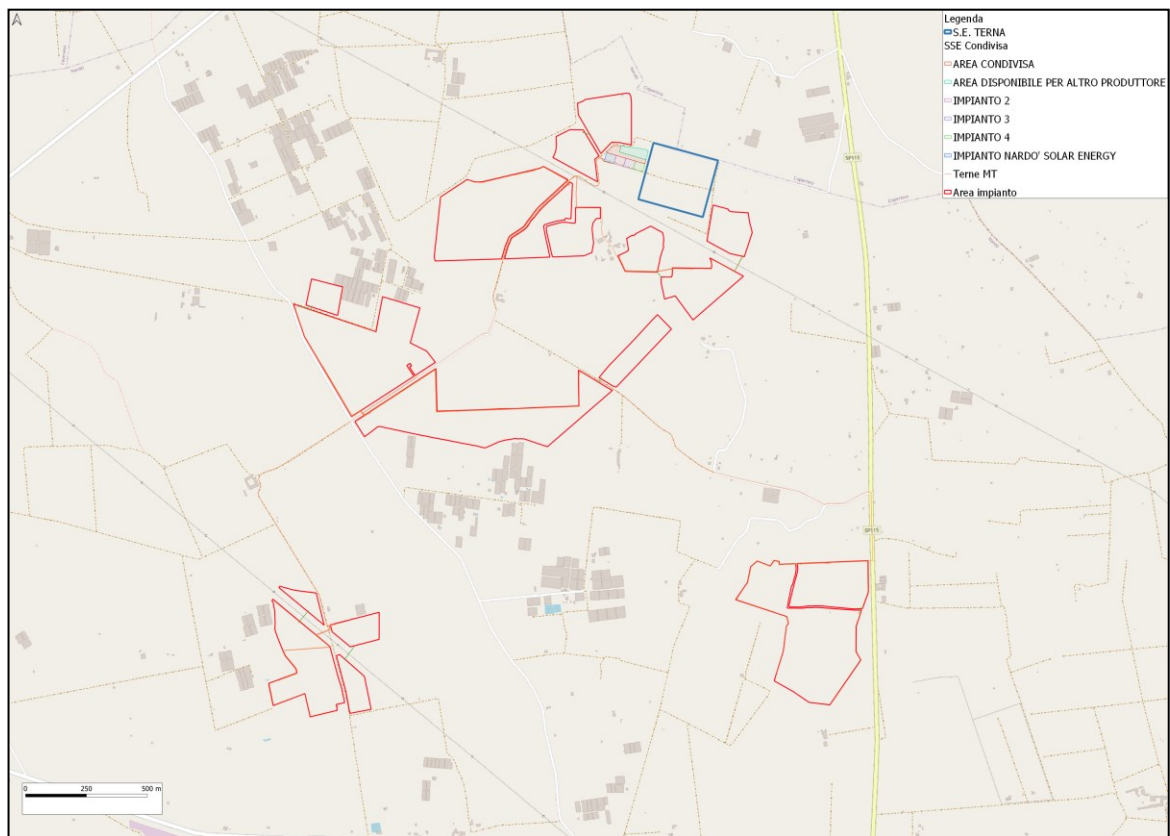 Legenda
S.E. TERNA
SSE Condivisa
AREA CONDIVISA
AREA DISPONIBILE PER ALTRO PRODUTTORE
IMPIANTO 2
IMPIANTO 3
IMPIANTO 4
IMPIANTO NARDO' SOLAR ENERGY
Terne MT
Area impianto
SP115
SP115
0 250 500 m